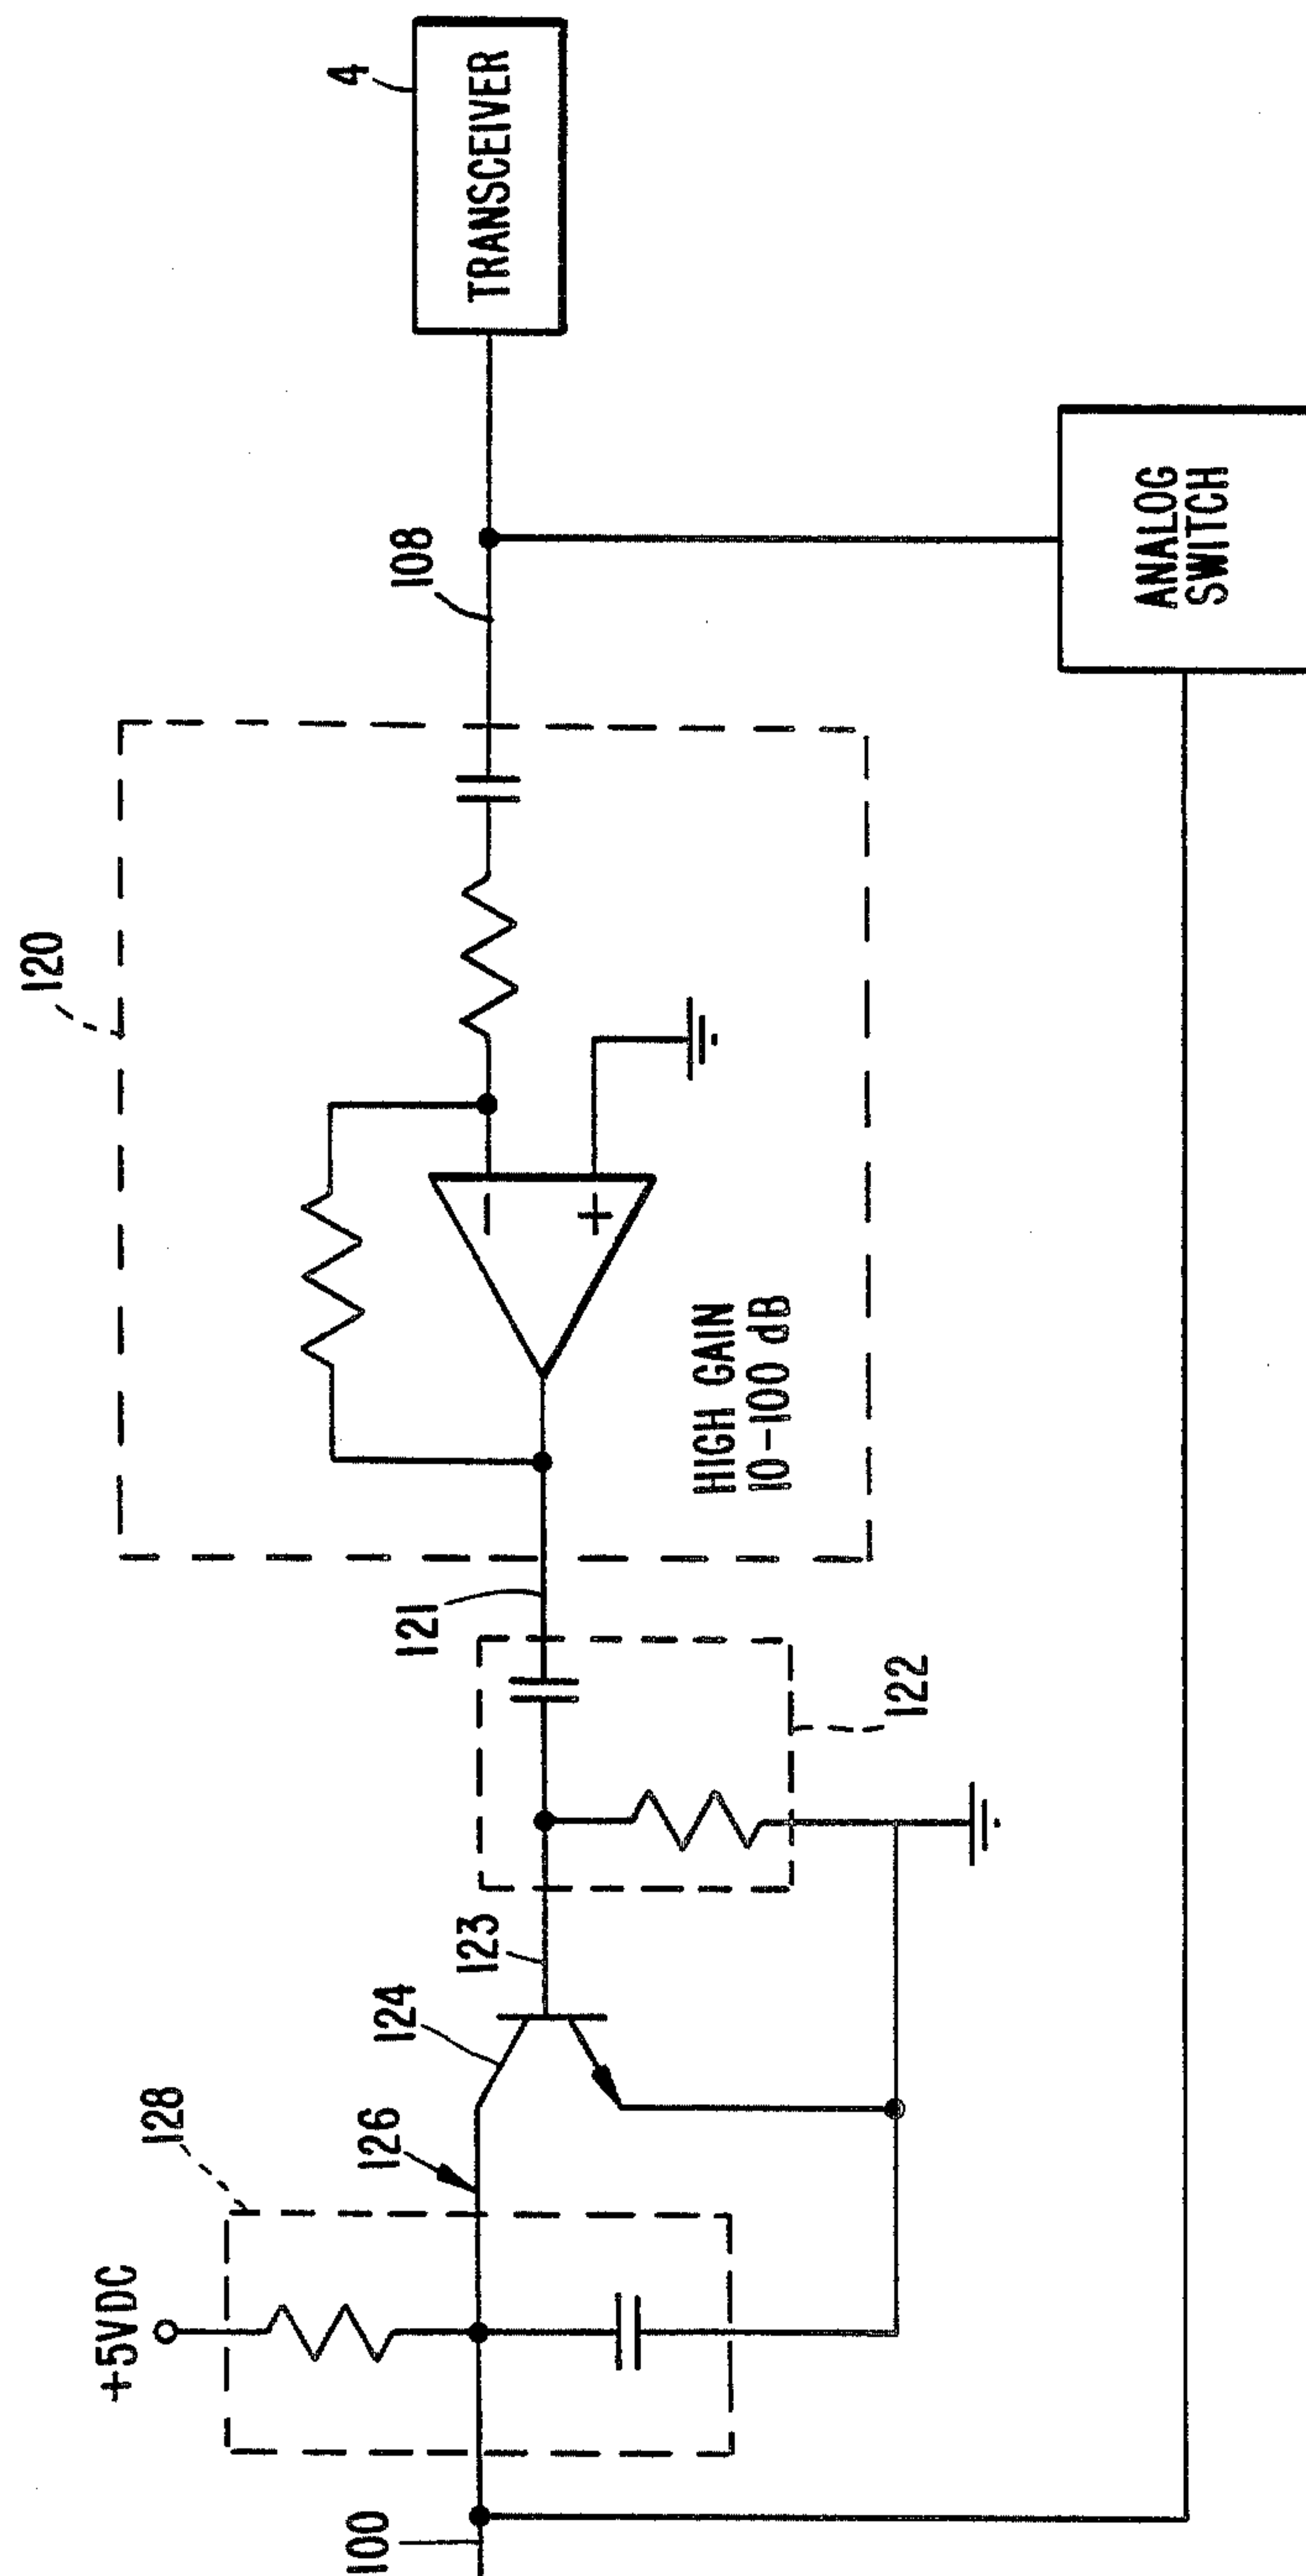 +5VDC
128
126
124
123
122
121
120
HIGH GAIN
10-100 dB
108
4
TRANSCEIVER
ANALOG
SWITCH
100